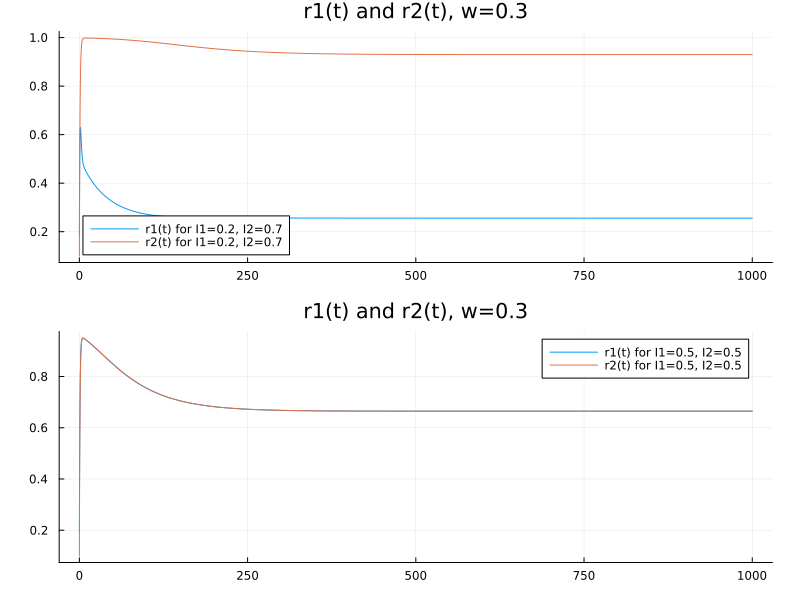 r1(t) and r2(t), w=0.3
1.0
0.8
0.6
0.4
0.2
r1(t) for I1=0.2, I2=0.7
r2(t) for I1=0.2, I2=0.7
0 250 500 750 1000
r1(t) and r2(t), w=0.3
r1(t) for I1=0.5, I2=0.5
r2(t) for I1=0.5, I2=0.5
0.8
0.6
0.4
0.2
0 250 500 750 1000